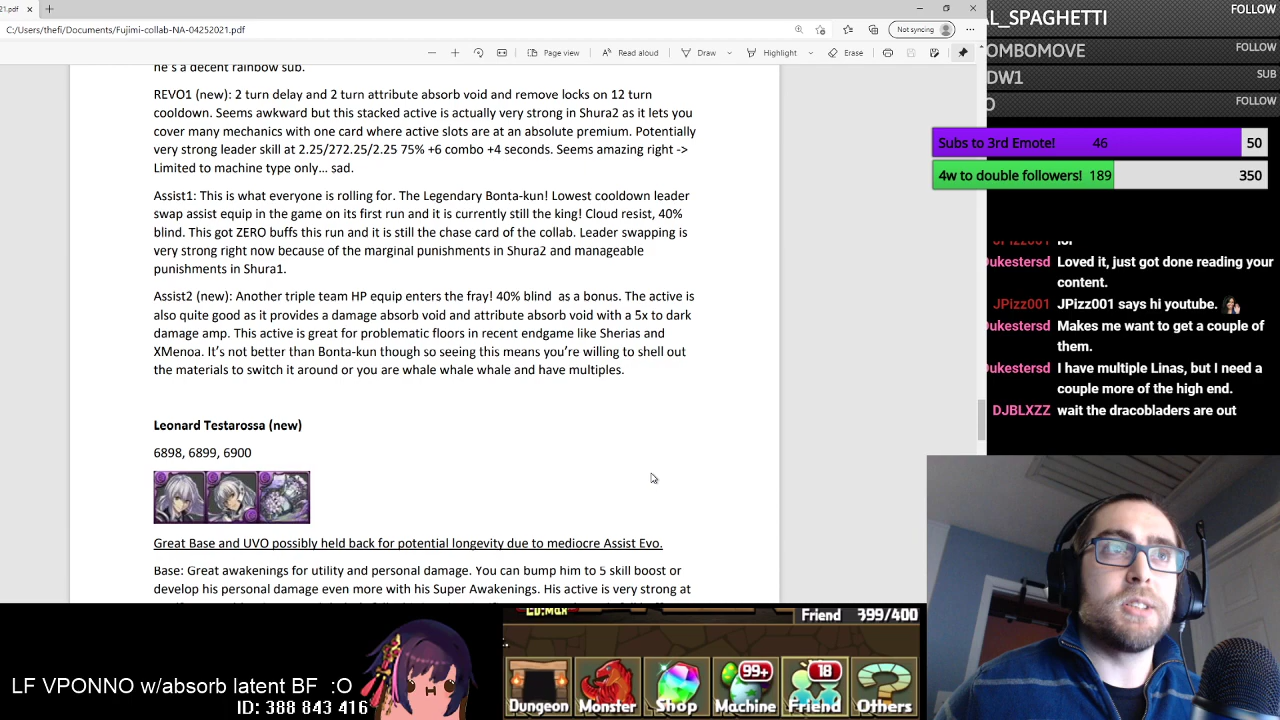 21.pdf
C:/Users/thefi/Documents/Fujimi-collab-NA-04252021.pdf
Not syncing
Page view
Read aloud
Draw
Highlight
Erase
he's a decent rainbow sub.
REVO1 (new): 2 turn delay and 2 turn attribute absorb void and remove locks on 12 turn
cooldown. Seems awkward but this stacked active is actually very strong in Shura2 as it lets you
cover many mechanics with one card where active slots are at an absolute premium. Potentially
very strong leader skill at 2.25/272.25/2.25 75% +6 combo +4 seconds. Seems amazing right ->
Limited to machine type only... sad.
Assist1: This is what everyone is rolling for. The Legendary Bonta-kun! Lowest cooldown leader
swap assist equip in the game on its first run and it is currently still the king! Cloud resist, 40%
blind. This got ZERO buffs this run and it is still the chase card of the collab. Leader swapping is
very strong right now because of the marginal punishments in Shura2 and manageable
punishments in Shura1.
Assist2 (new): Another triple team HP equip enters the fray! 40% blind  as a bonus. The active is
also quite good as it provides a damage absorb void and attribute absorb void with a 5x to dark
damage amp. This active is great for problematic floors in recent endgame like Sherias and
XMenoa. It's not better than Bonta-kun though so seeing this means you're willing to shell out
the materials to switch it around or you are whale whale whale and have multiples.
Leonard Testarossa (new)
6898, 6899, 6900
Great Base and UVO possibly held back for potential longevity due to mediocre Assist Evo.
Base: Great awakenings for utility and personal damage. You can bump him to 5 skill boost or
develop his personal damage even more with his Super Awakenings. His active is very strong at
AL_SPAGHETTI FOLLOW
OMBOMOVE FOLLOW
DW1 SUB
O FOLLOW
Subs to 3rd Emote! 46 50
4w to double followers! 189 350
JPizz001 lol
Dukestersd Loved it, just got done reading your
content.
JPizz001 JPizz001 says hi youtube.
Dukestersd Makes me want to get a couple of
them.
Dukestersd I have multiple Linas, but I need a
couple more of the high end.
DJBLXZZ wait the dracobladers are out
LF VPONNO w/absorb latent BF :O
ID: 388 843 416
Lv.Max
Friend 399/400
99+
18
Dungeon
Monster
Shop
Machine
Friend
Others